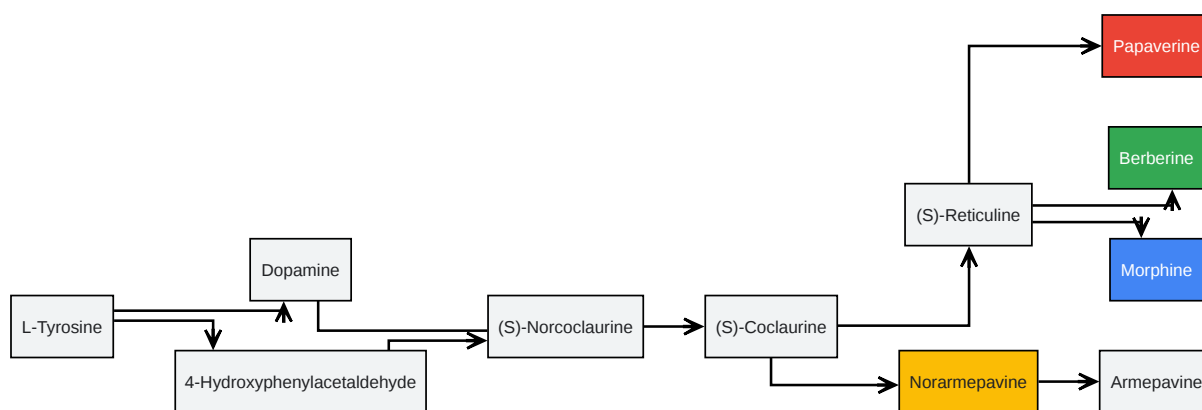 Papaverine
Berberine
(S)-Reticuline
Dopamine
Morphine
L-Tyrosine
(S)-Norcoclaurine
(S)-Coclaurine
4-Hydroxyphenylacetaldehyde
Norarmepavine
Armepavine